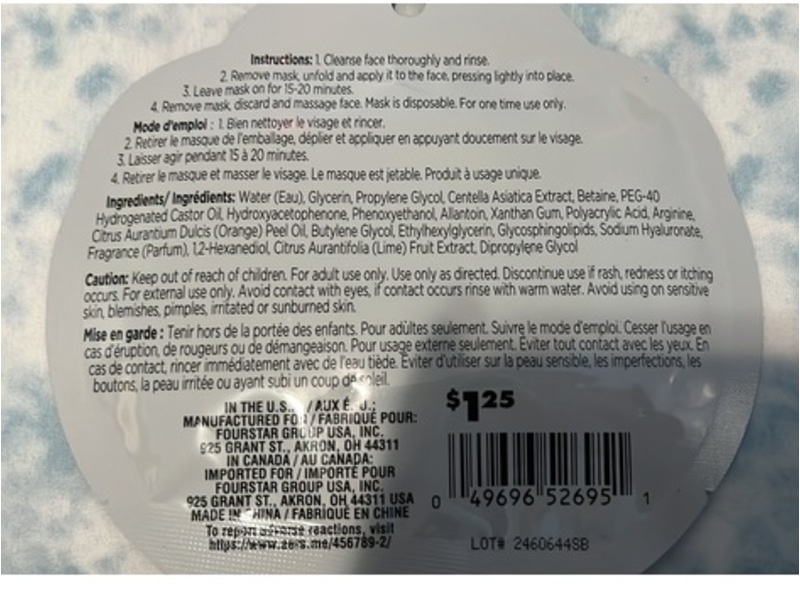 Instructions: 1. Cleanse face thoroughly and rinse.
2. Remove mask, unfold and apply it to the face, pressing lightly into place.
3. Leave mask on for 15-20 minutes.
4. Remove mask, discard and massage face. Mask is disposable. For one time use only.
Mode d'emploi : 1. Bien nettoyer le visage et rincer.
2. Retirer le masque de l'emballage, déplier et appliquer en appuyant doucement sur le visage.
3. Laisser agir pendant 15 à 20 minutes.
4. Retirer le masque et masser le visage. Le masque est jetable. Produit à usage unique.
Ingredients/ Ingrédients: Water (Eau), Glycerin, Propylene Glycol, Centella Asiatica Extract, Betaine, PEG-40
Hydrogenated Castor Oil, Hydroxyacetophenone, Phenoxyethanol, Allantoin, Xanthan Gum, Polyacrylic Acid, Arginine,
Citrus Aurantium Dulcis (Orange) Peel Oil, Butylene Glycol, Ethylhexylglycerin, Glycosphingolipids, Sodium Hyaluronate,
Fragrance (Parfum), 1,2-Hexanediol, Citrus Aurantifolia (Lime) Fruit Extract, Dipropylene Glycol
Caution: Keep out of reach of children. For adult use only. Use only as directed. Discontinue use if rash, redness or itching
occurs. For external use only. Avoid contact with eyes, if contact occurs rinse with warm water. Avoid using on sensitive
skin, blemishes, pimples, irritated or sunburned skin.
Mise en garde : Tenir hors de la portée des enfants. Pour adultes seulement. Suivre le mode d'emploi. Cesser l'usage en
cas d'éruption, de rougeurs ou de démangeaison. Pour usage externe seulement. Éviter tout contact avec les yeux. En
cas de contact, rincer immédiatement avec de l'eau tiède. Éviter d'utiliser sur la peau sensible, les imperfections, les
boutons, la peau irritée ou ayant subi un coup de soleil.
IN THE U.S., / AUX É.-U.:
MANUFACTURED FOR / FABRIQUÉ POUR:
FOURSTAR GROUP USA, INC.
925 GRANT ST., AKRON, OH 44311
IN CANADA / AU CANADA:
IMPORTED FOR / IMPORTÉ POUR
FOURSTAR GROUP USA, INC.
925 GRANT ST., AKRON, OH 44311 USA
MADE IN CHINA / FABRIQUÉ EN CHINE
To report adverse reactions, visit
$1.25
0 49696 52695 1
LOT# 2460644SB